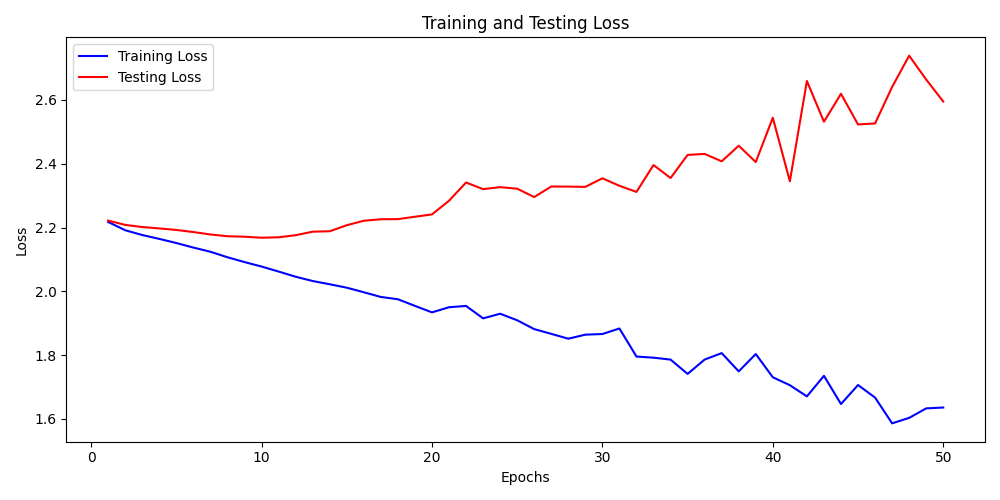 Training and Testing Loss
Training Loss
Testing Loss
Loss
2.6
2.4
2.2
2.0
1.8
1.6
0 10 20 30 40 50
Epochs